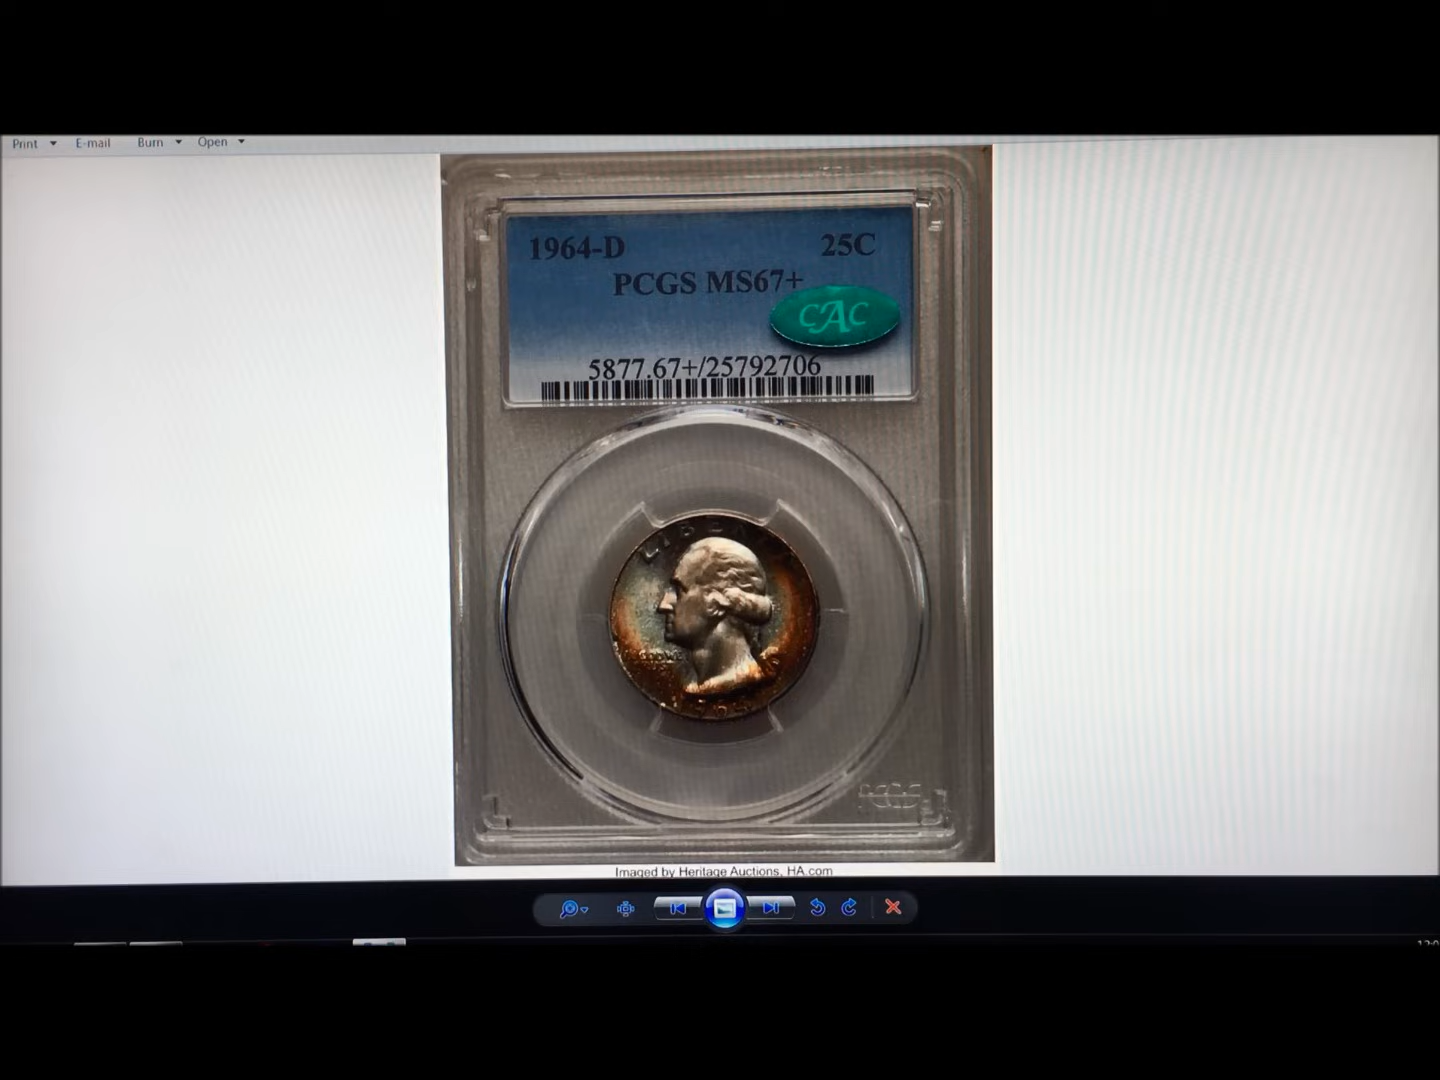 Print E-mail Burn Open
1964-D 25C
PCGS MS67+
CAC
5877.67+/25792706
LIBERTY
PCGS
Imaged by Heritage Auctions, HA.com